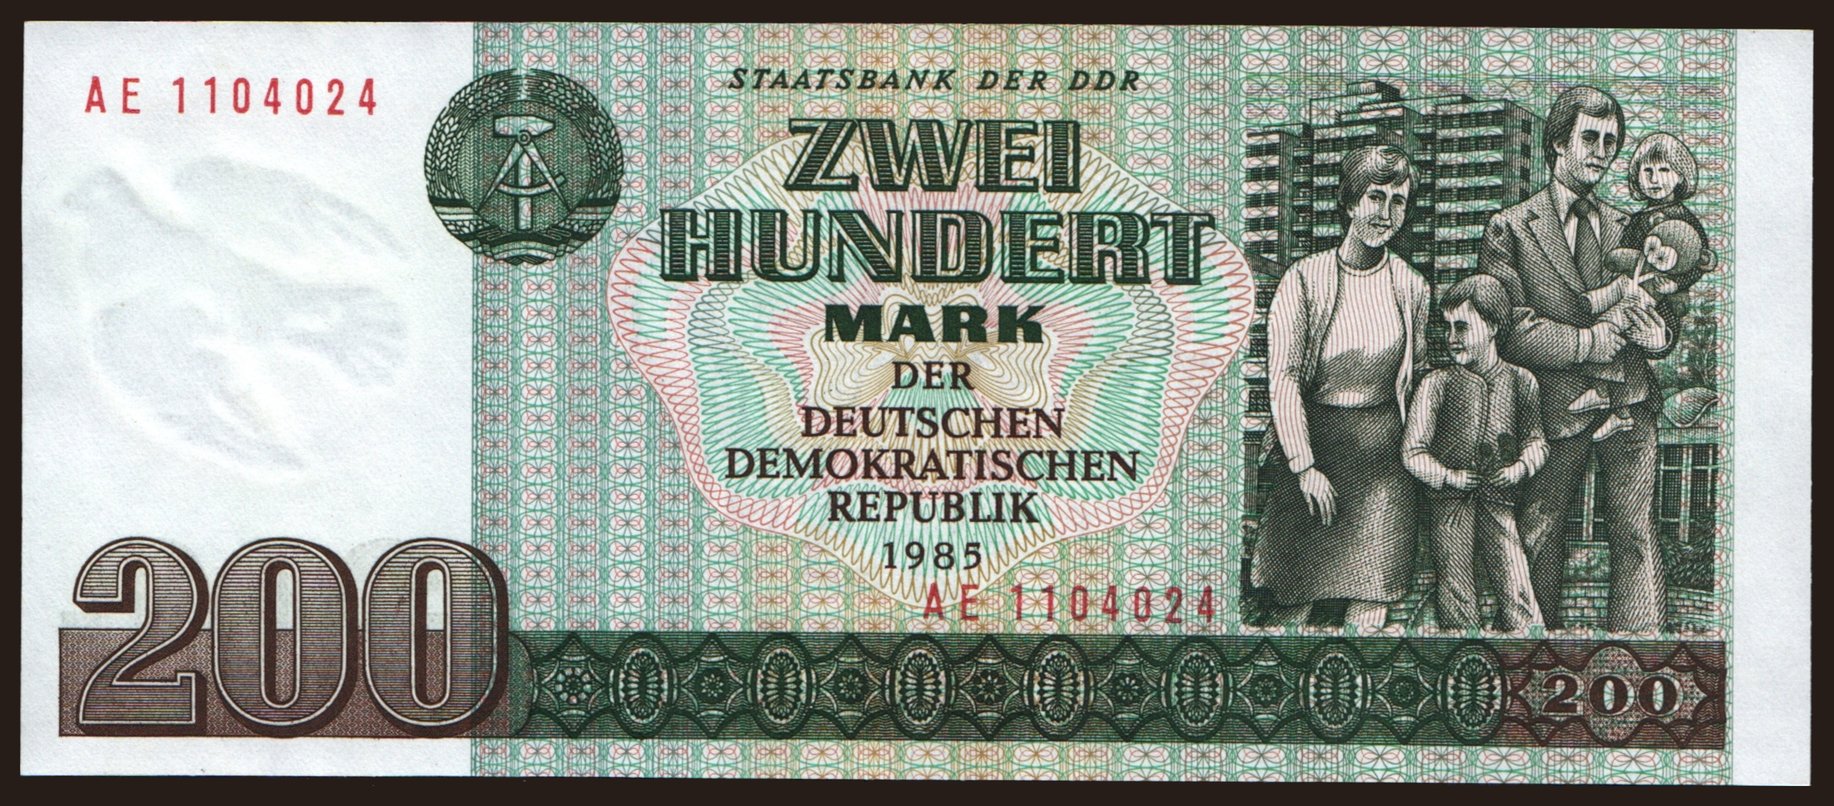 AE 1104024
STAATSBANK DER DDR
ZWEI
HUNDERT
MARK
DER
DEUTSCHEN
DEMOKRATISCHEN
REPUBLIK
1985
AE 1104024
200
200